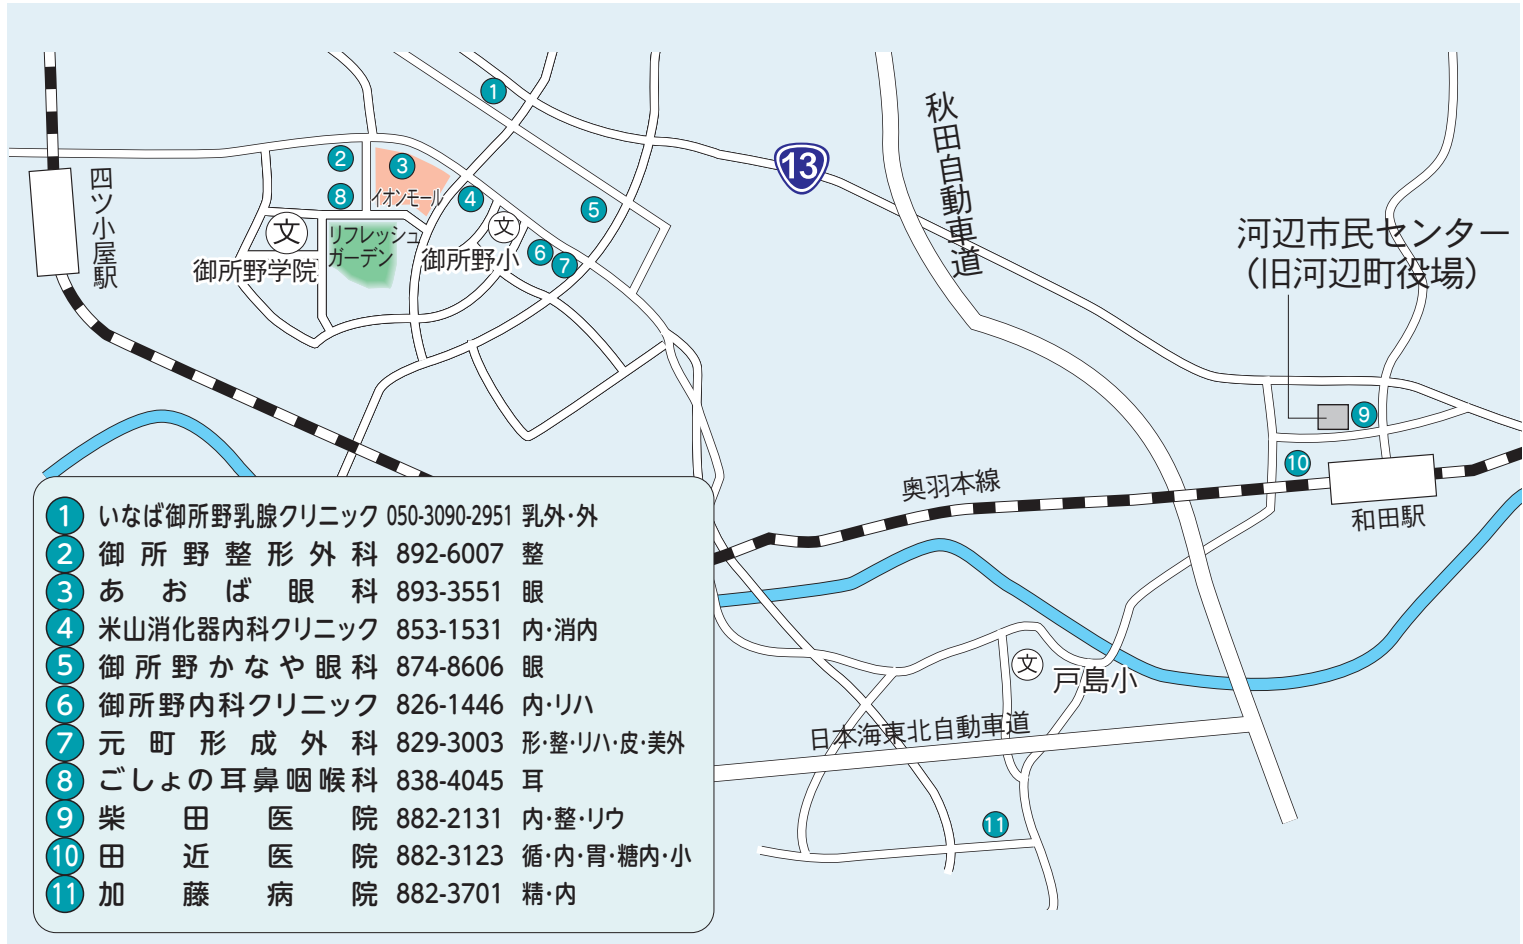 1
13
秋田自動車道
2
3
四ツ小屋駅
8
イオンモール
4
5
文
文
リフレッシュ
ガーデン
御所野学院
御所野小
6
7
河辺市民センター
(旧河辺町役場)
9
10
奥羽本線
和田駅
文
戸島小
日本海東北自動車道
11
1 いなば御所野乳腺クリニック 050-3090-2951 乳外・外
2 御所野整形外科 892-6007 整
3 あおば眼科 893-3551 眼
4 米山消化器内科クリニック 853-1531 内・消内
5 御所野かなや眼科 874-8606 眼
6 御所野内科クリニック 826-1446 内・リハ
7 元町形成外科 829-3003 形・整・リハ・皮・美外
8 ごしょの耳鼻咽喉科 838-4045 耳
9 柴田医院 882-2131 内・整・リウ
10 田近医院 882-3123 循・内・胃・糖内・小
11 加藤病院 882-3701 精・内